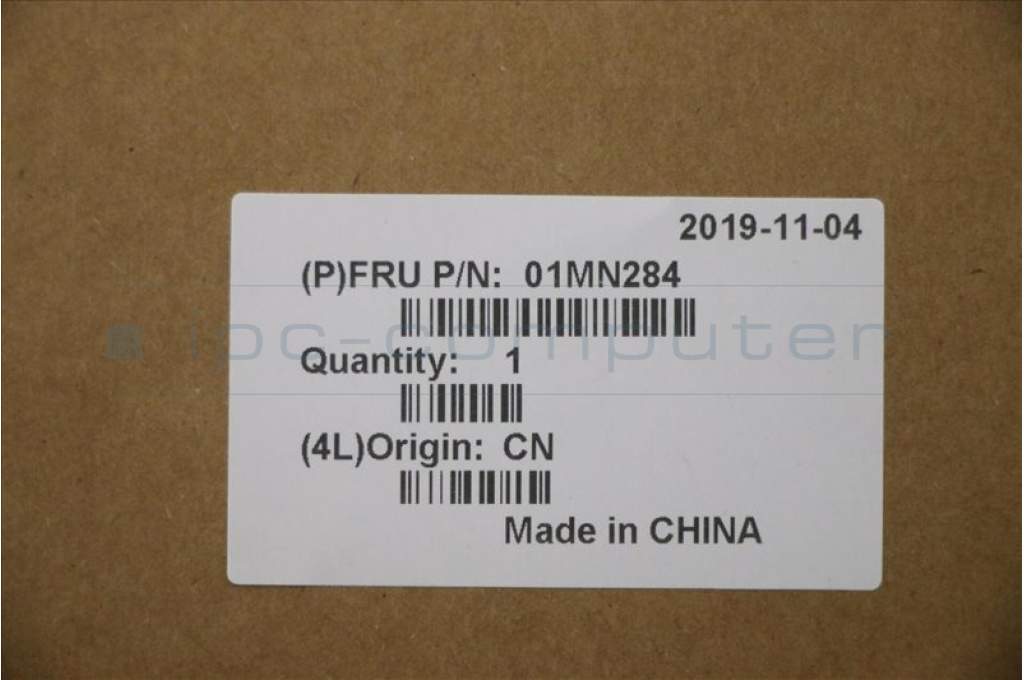 2019-11-04
(P)FRU P/N: 01MN284
ipc-computer
Quantity: 1
(4L)Origin: CN
Made in CHINA